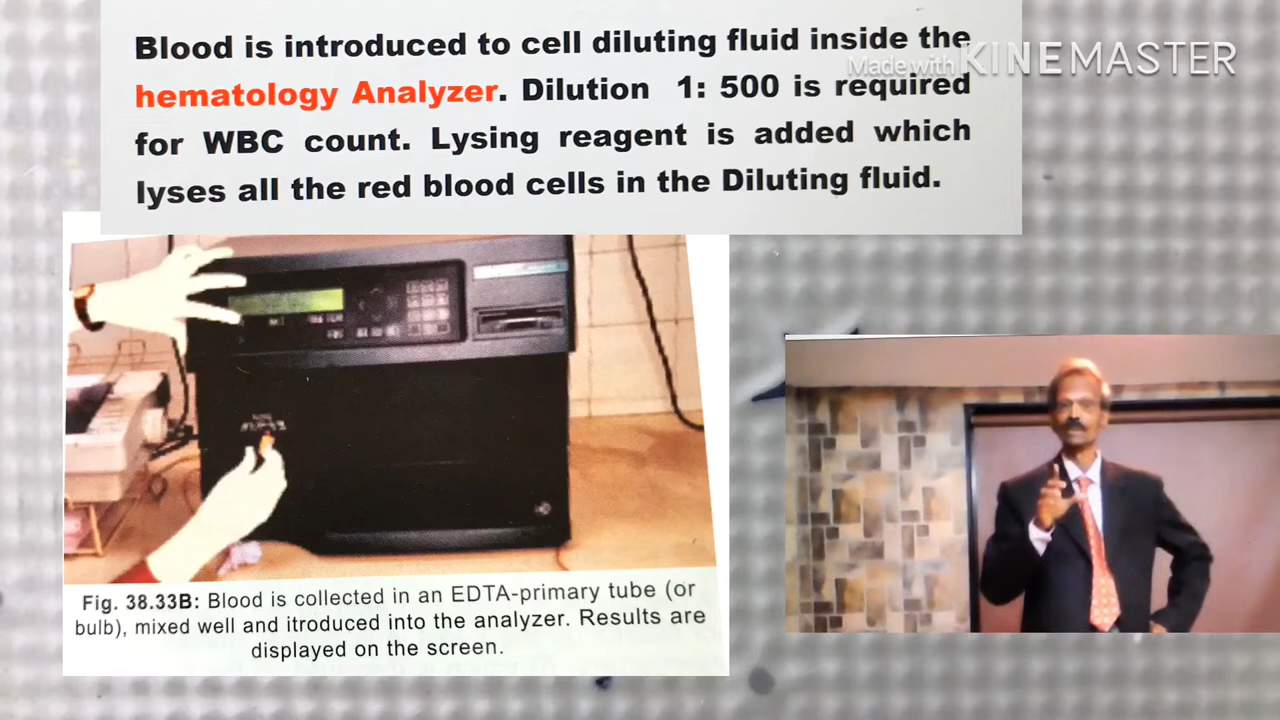 Blood is introduced to cell diluting fluid inside the
Made with KINEMASTER
hematology Analyzer. Dilution 1: 500 is required
for WBC count. Lysing reagent is added which
lyses all the red blood cells in the Diluting fluid.
Fig. 38.33B: Blood is collected in an EDTA-primary tube (or
bulb), mixed well and itroduced into the analyzer. Results are
displayed on the screen.